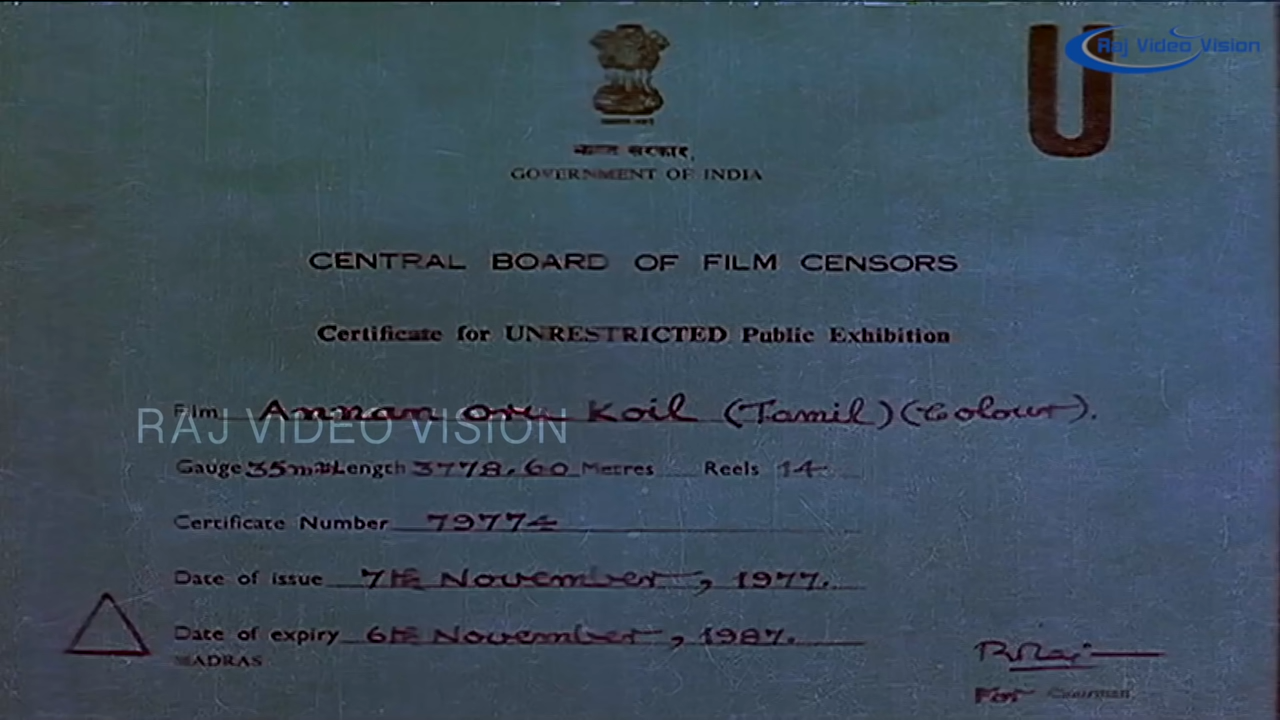 U
Raj Video Vision
भारत सरकार
GOVERNMENT OF INDIA
CENTRAL BOARD OF FILM CENSORS
Certificate for UNRESTRICTED Public Exhibition
Film Annan Oru Koil (Tamil) (Colour).
RAJ VIDEO VISION
Gauge 35mm Length 3778.60 Metres Reels 14
Certificate Number 79774
Date of issue 7th November, 1977.
Date of expiry 6th November, 1987.
MADRAS
For Chairman